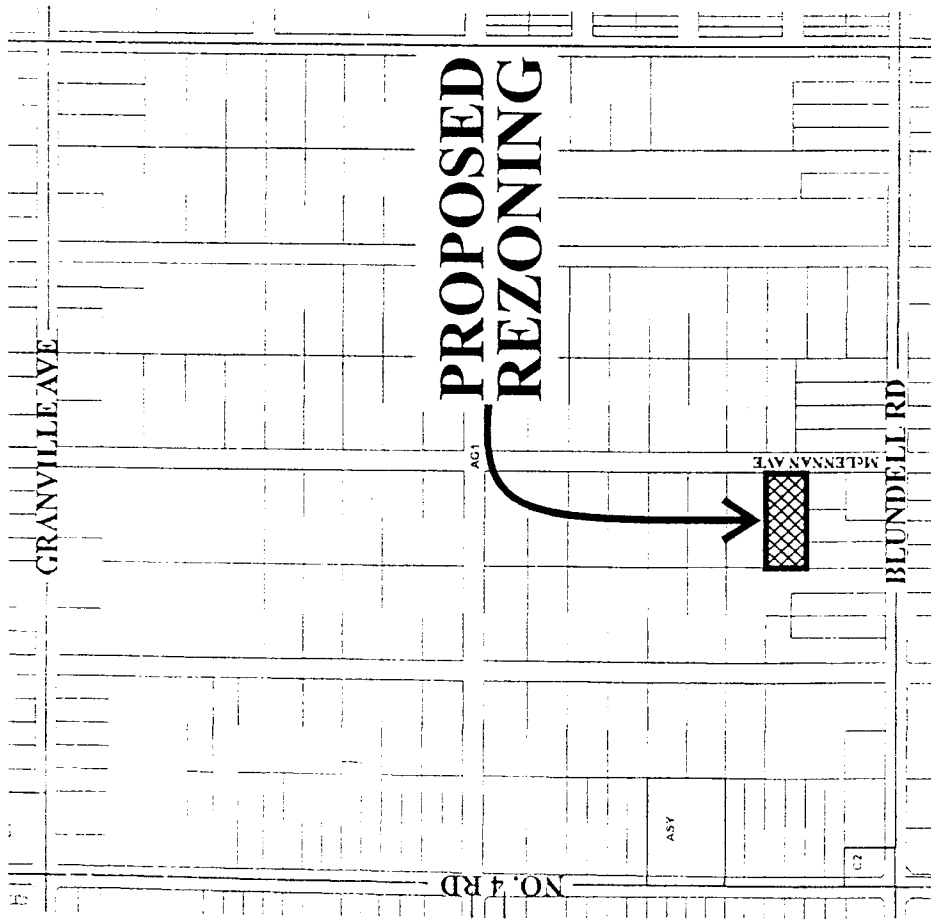 PROPOSED
REZONING
GRANVILLE AVE
AG1
McLENNAN AVE
BLUNDELL RD
ASY
C2
NO. 4 RD